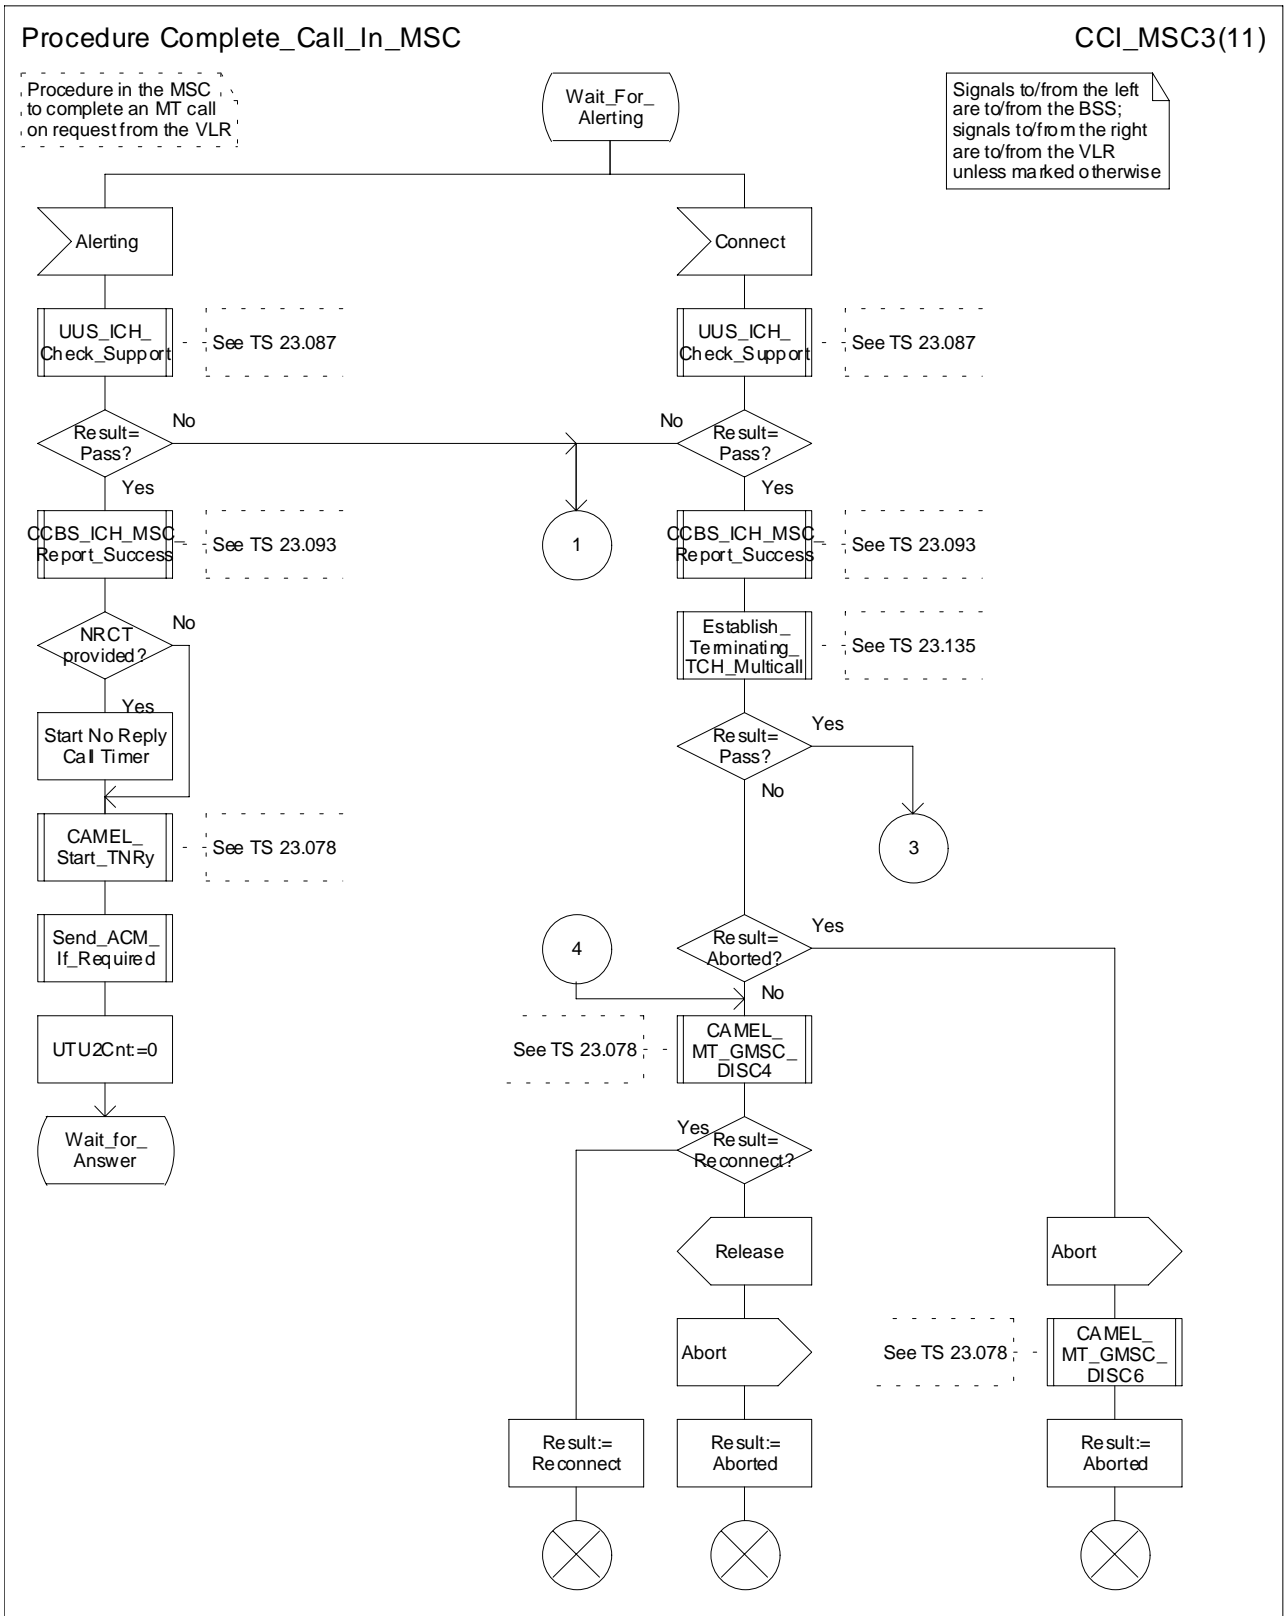 Procedure Complete_Call_In_MSC
CCI_MSC3(11)
Procedure in the MSC
to complete an MT call
on request from the VLR
Wait_For_
Alerting
Signals to/from the left
are to/from the BSS;
signals to/from the right
are to/from the VLR
unless marked otherwise
Alerting
Connect
UUS_ICH_
Check_Support
See TS 23.087
UUS_ICH_
Check_Support
See TS 23.087
Result=
Pass?
No
Yes
No
Result=
Pass?
Yes
CCBS_ICH_MSC_
Report_Success
See TS 23.093
1
CCBS_ICH_MSC_
Report_Success
See TS 23.093
NRCT
provided?
No
Yes
Establish_
Terminating_
TCH_Multicall
See TS 23.135
Start No Reply
Call Timer
Result=
Pass?
Yes
No
CAMEL_
Start_TNRy
See TS 23.078
3
Send_ACM_
If_Required
4
Result=
Aborted?
Yes
No
UTU2Cnt:=0
See TS 23.078
CAMEL_
MT_GMSC_
DISC4
Wait_for_
Answer
Yes
Result=
Reconnect?
Release
Abort
Abort
See TS 23.078
CAMEL_
MT_GMSC_
DISC6
Result:=
Reconnect
Result:=
Aborted
Result:=
Aborted